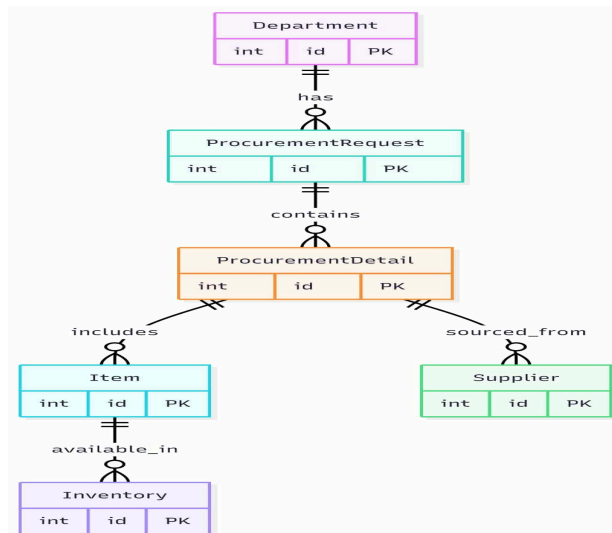 Department
int id PK
has
ProcurementRequest
int id PK
contains
ProcurementDetail
int id PK
includes sourced_from
Item Supplier
int id PK int id PK
available_in
Inventory
int id PK